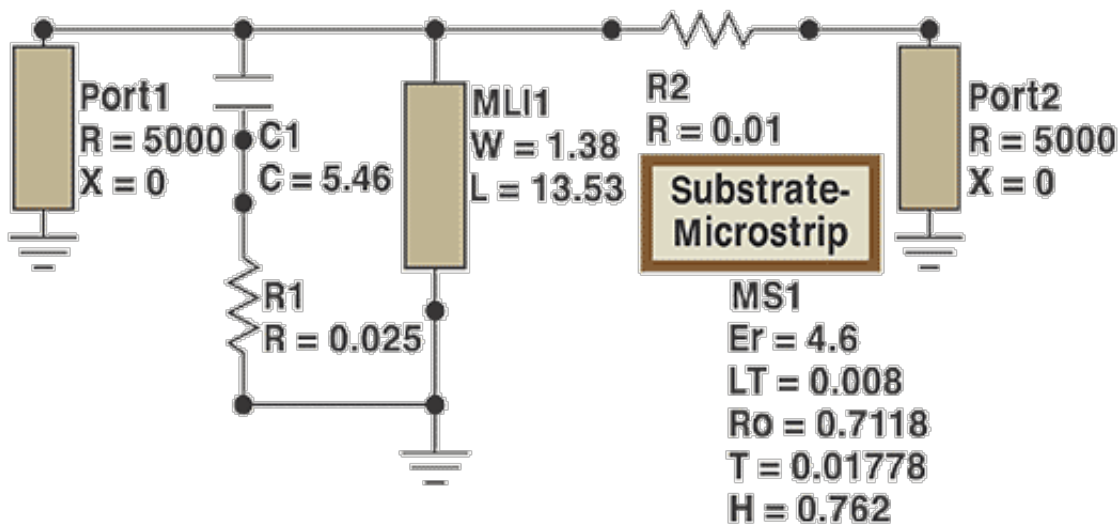 Port1
R = 5000
X = 0
C1
C = 5.46
R1
R = 0.025
MLI1
W = 1.38
L = 13.53
R2
R = 0.01
Substrate-
Microstrip
MS1
Er = 4.6
LT = 0.008
Ro = 0.7118
T = 0.01778
H = 0.762
Port2
R = 5000
X = 0